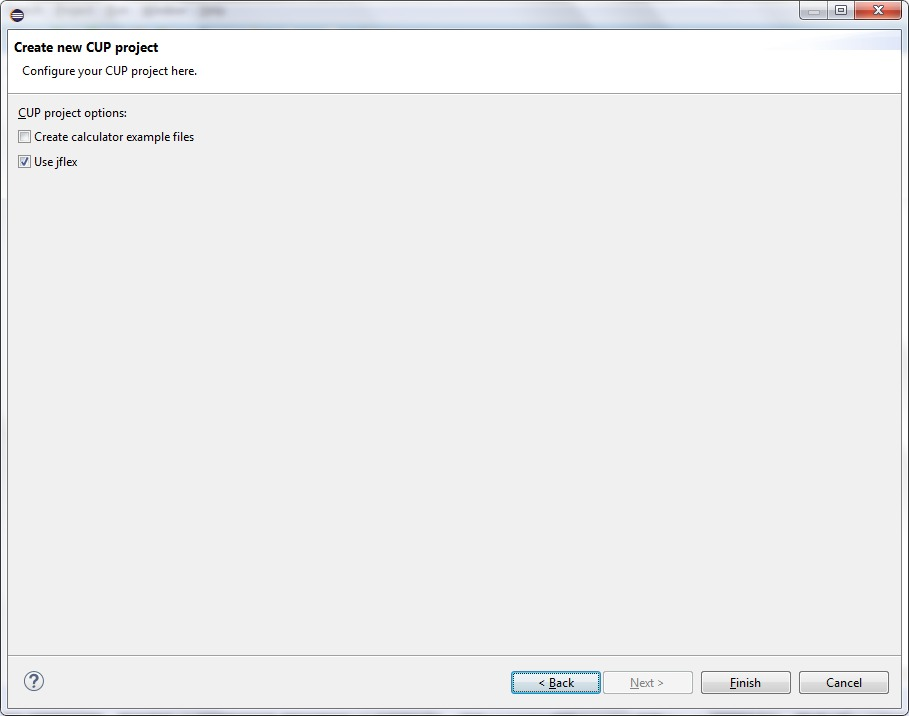 Create new CUP project
Configure your CUP project here.
CUP project options:
Create calculator example files
Use jflex
?
< Back
Next >
Finish
Cancel